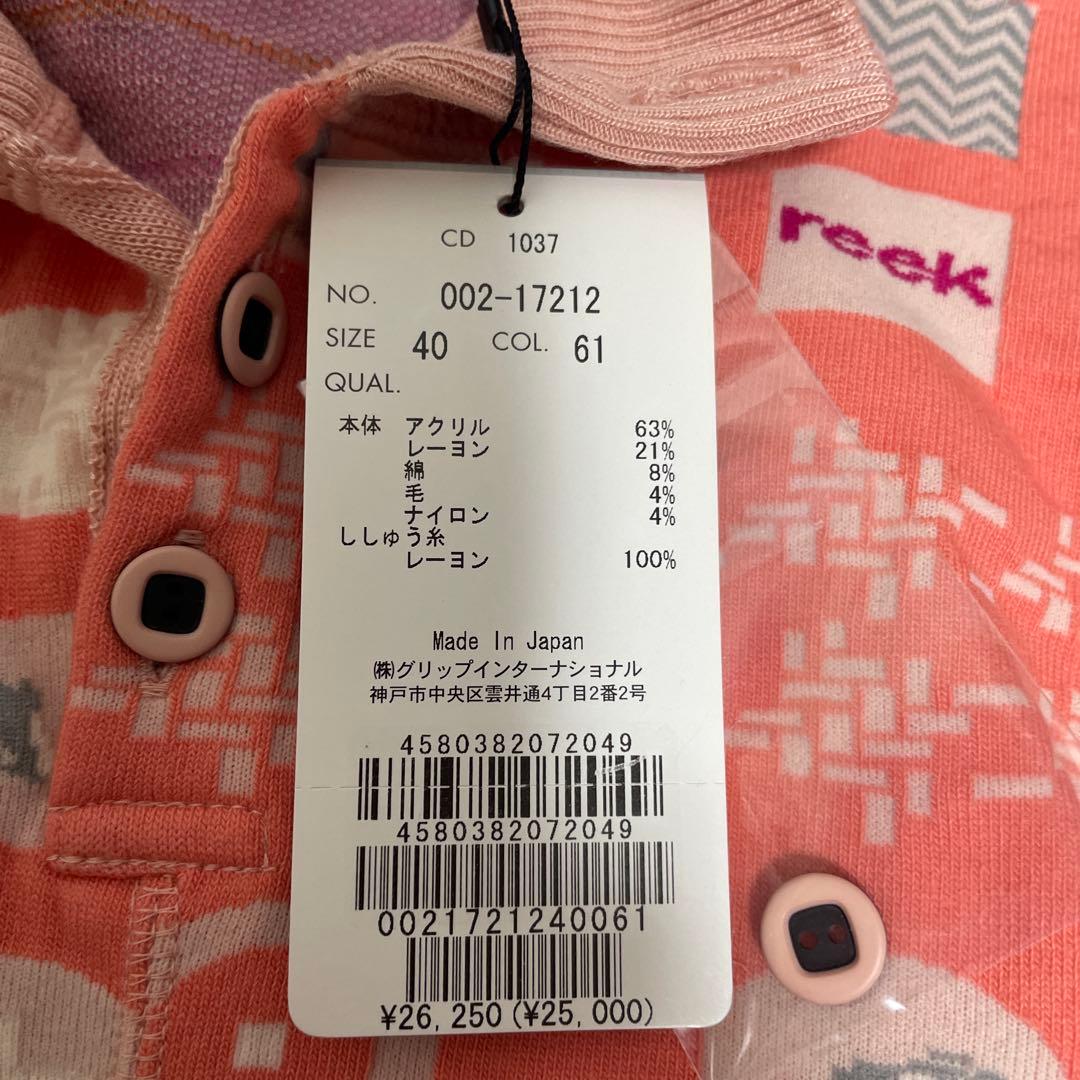 reek
CD 1037
NO. 002-17212
SIZE 40 COL. 61
QUAL.
本体 アクリル 63%
レーヨン 21%
綿 8%
毛 4%
ナイロン 4%
ししゅう糸
レーヨン 100%
Made In Japan
㈱グリップインターナショナル
神戸市中央区雲井通4丁目2番2号
4580382072049
4580382072049
0021721240061
¥26,250(¥25,000)